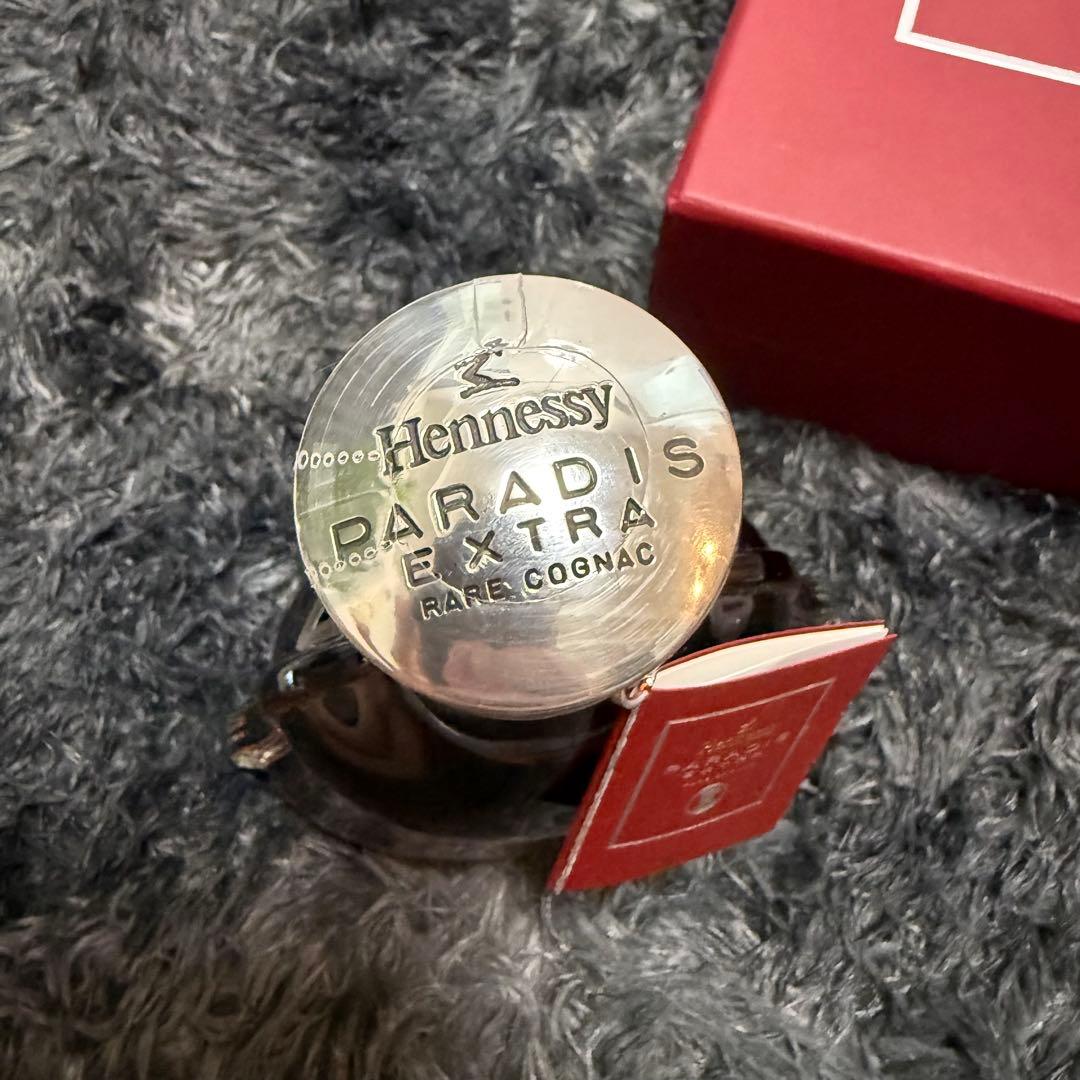 Hennessy
PARADIS
EXTRA
RARE COGNAC